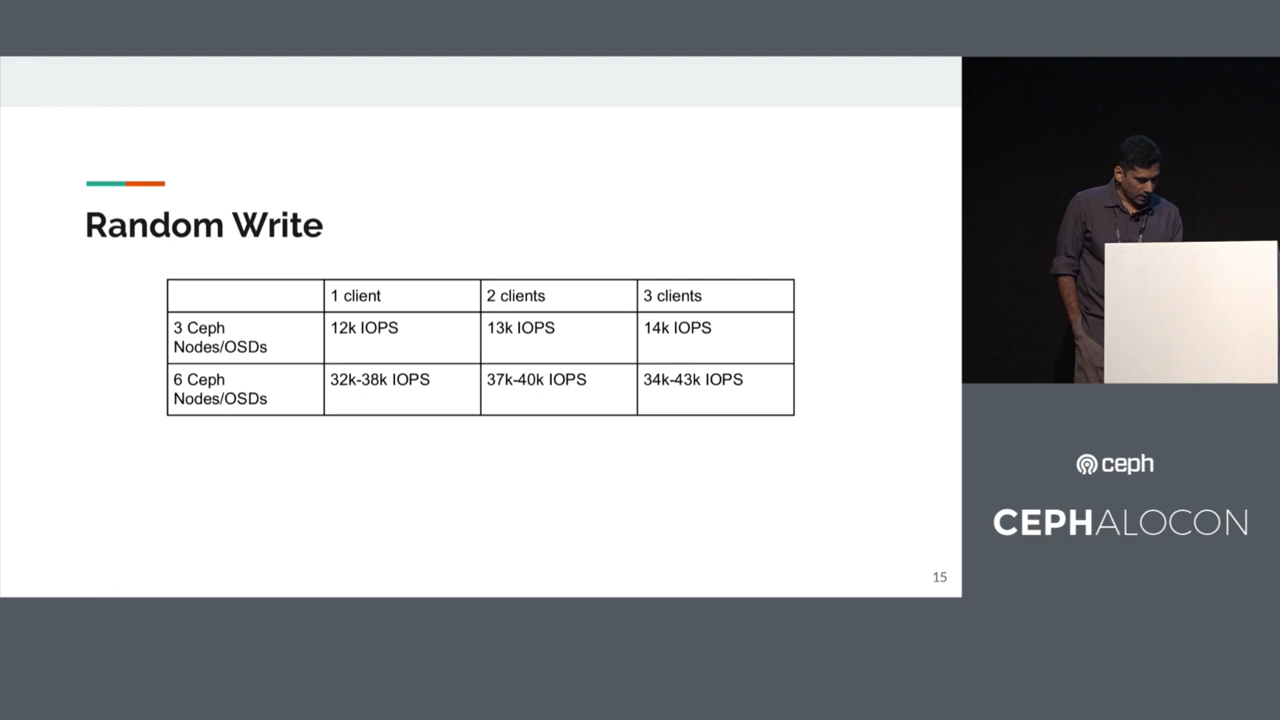 Random Write
1 client
2 clients
3 clients
3 Ceph
Nodes/OSDs
12k IOPS
13k IOPS
14k IOPS
6 Ceph
Nodes/OSDs
32k-38k IOPS
37k-40k IOPS
34k-43k IOPS
15
ceph
CEPHALOCON